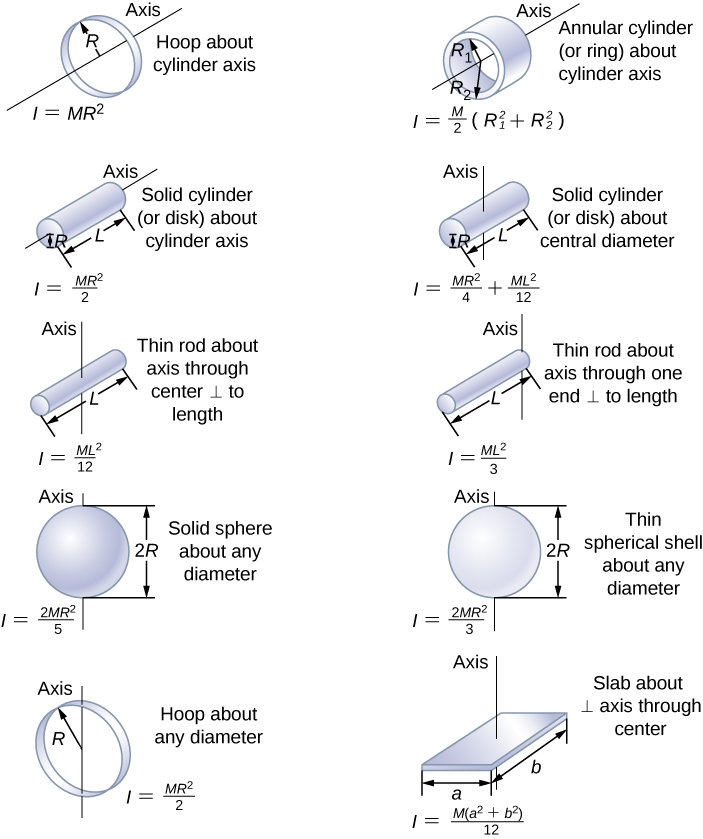 Axis
R
Hoop about
cylinder axis
I = MR²
Axis
R₁
R₂
Annular cylinder
(or ring) about
cylinder axis
I = M/2 (R₁² + R₂²)
Axis
R
L
Solid cylinder
(or disk) about
cylinder axis
I = MR²/2
Axis
R
L
Solid cylinder
(or disk) about
central diameter
I = MR²/4 + ML²/12
Axis
L
Thin rod about
axis through
center ⊥ to
length
I = ML²/12
Axis
L
Thin rod about
axis through one
end ⊥ to length
I = ML²/3
Axis
2R
Solid sphere
about any
diameter
I = 2MR²/5
Axis
2R
Thin
spherical shell
about any
diameter
I = 2MR²/3
Axis
R
Hoop about
any diameter
I = MR²/2
Axis
a
b
Slab about
⊥ axis through
center
I = M(a² + b²)/12